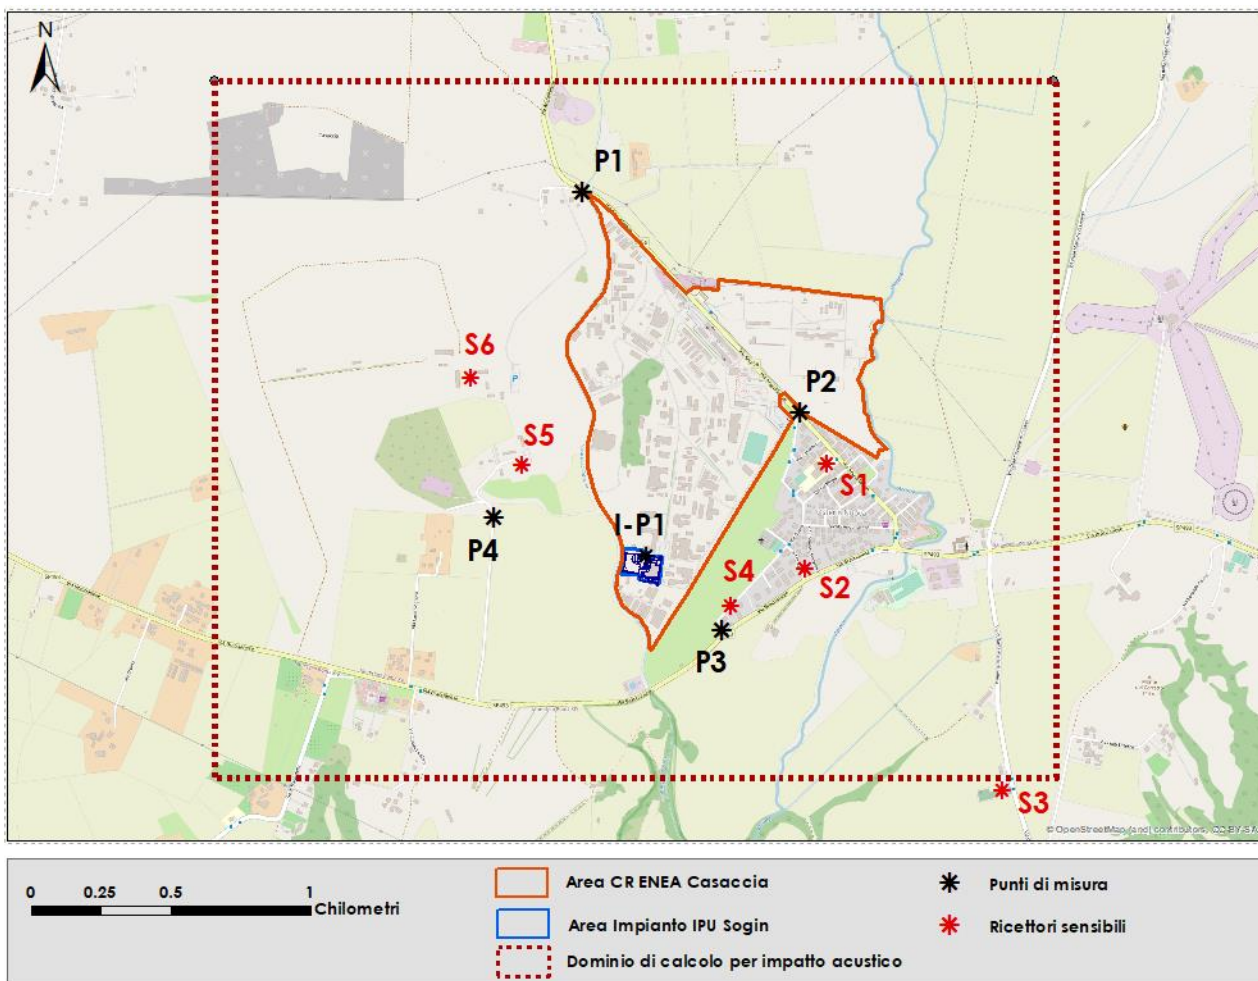 N
P1
S6
P
P2
S5
S1
I-P1
P4
S4
S2
P3
S3
© OpenStreetMap (and) contributors, CC-BY-SA
0 0.25 0.5 1
Chilometri
Area CR ENEA Casaccia
Punti di misura
Area Impianto IPU Sogin
Ricettori sensibili
Dominio di calcolo per impatto acustico